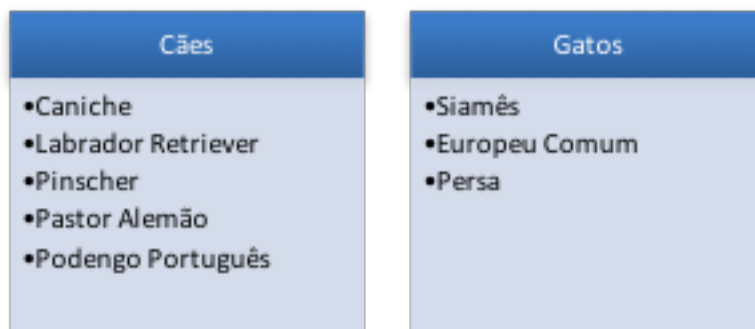 Cães
•Caniche
•Labrador Retriever
•Pinscher
•Pastor Alemão
•Podengo Português
Gatos
•Siamês
•Europeu Comum
•Persa